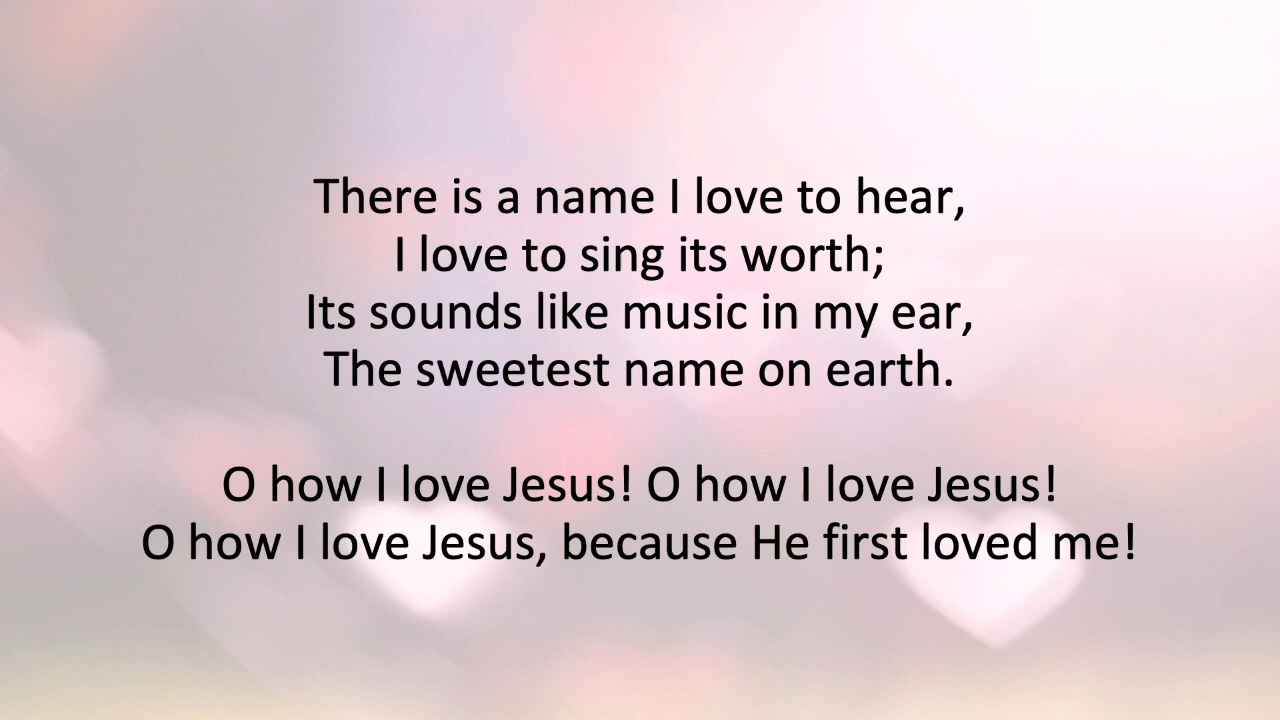 There is a name I love to hear,
I love to sing its worth;
Its sounds like music in my ear,
The sweetest name on earth.
O how I love Jesus! O how I love Jesus!
O how I love Jesus, because He first loved me!